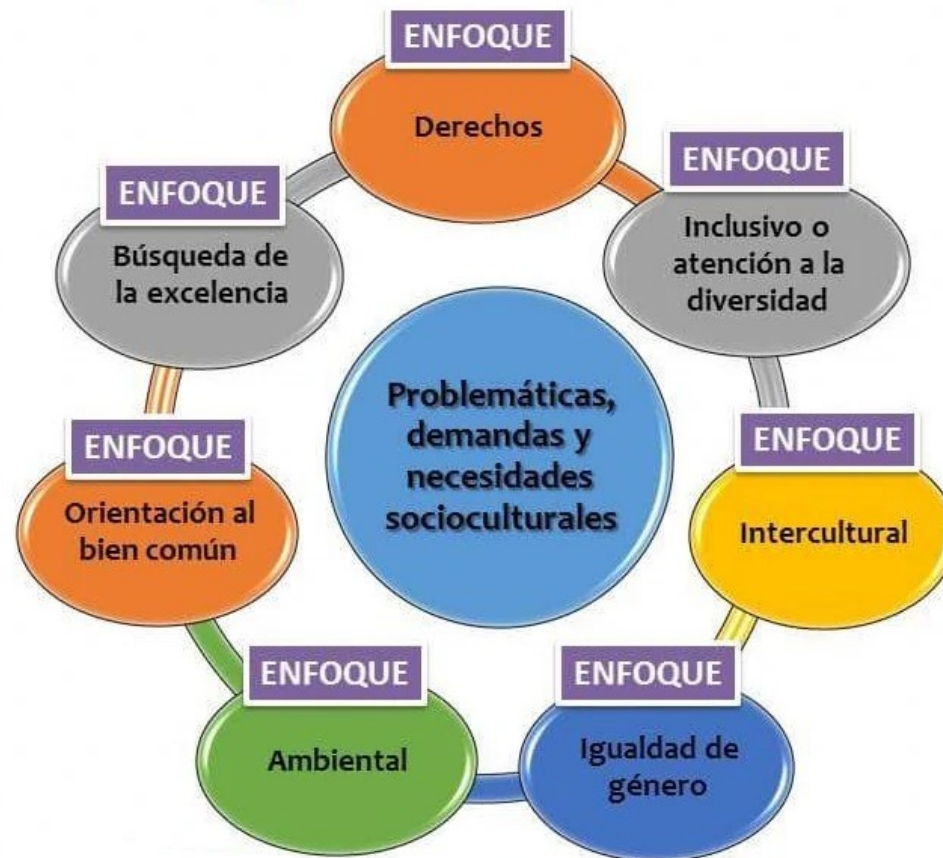 ENFOQUE
Derechos
ENFOQUE
Inclusivo o
atención a la
diversidad
ENFOQUE
Intercultural
ENFOQUE
Igualdad de
género
ENFOQUE
Ambiental
ENFOQUE
Orientación al
bien común
ENFOQUE
Búsqueda de
la excelencia
Problemáticas,
demandas y
necesidades
socioculturales